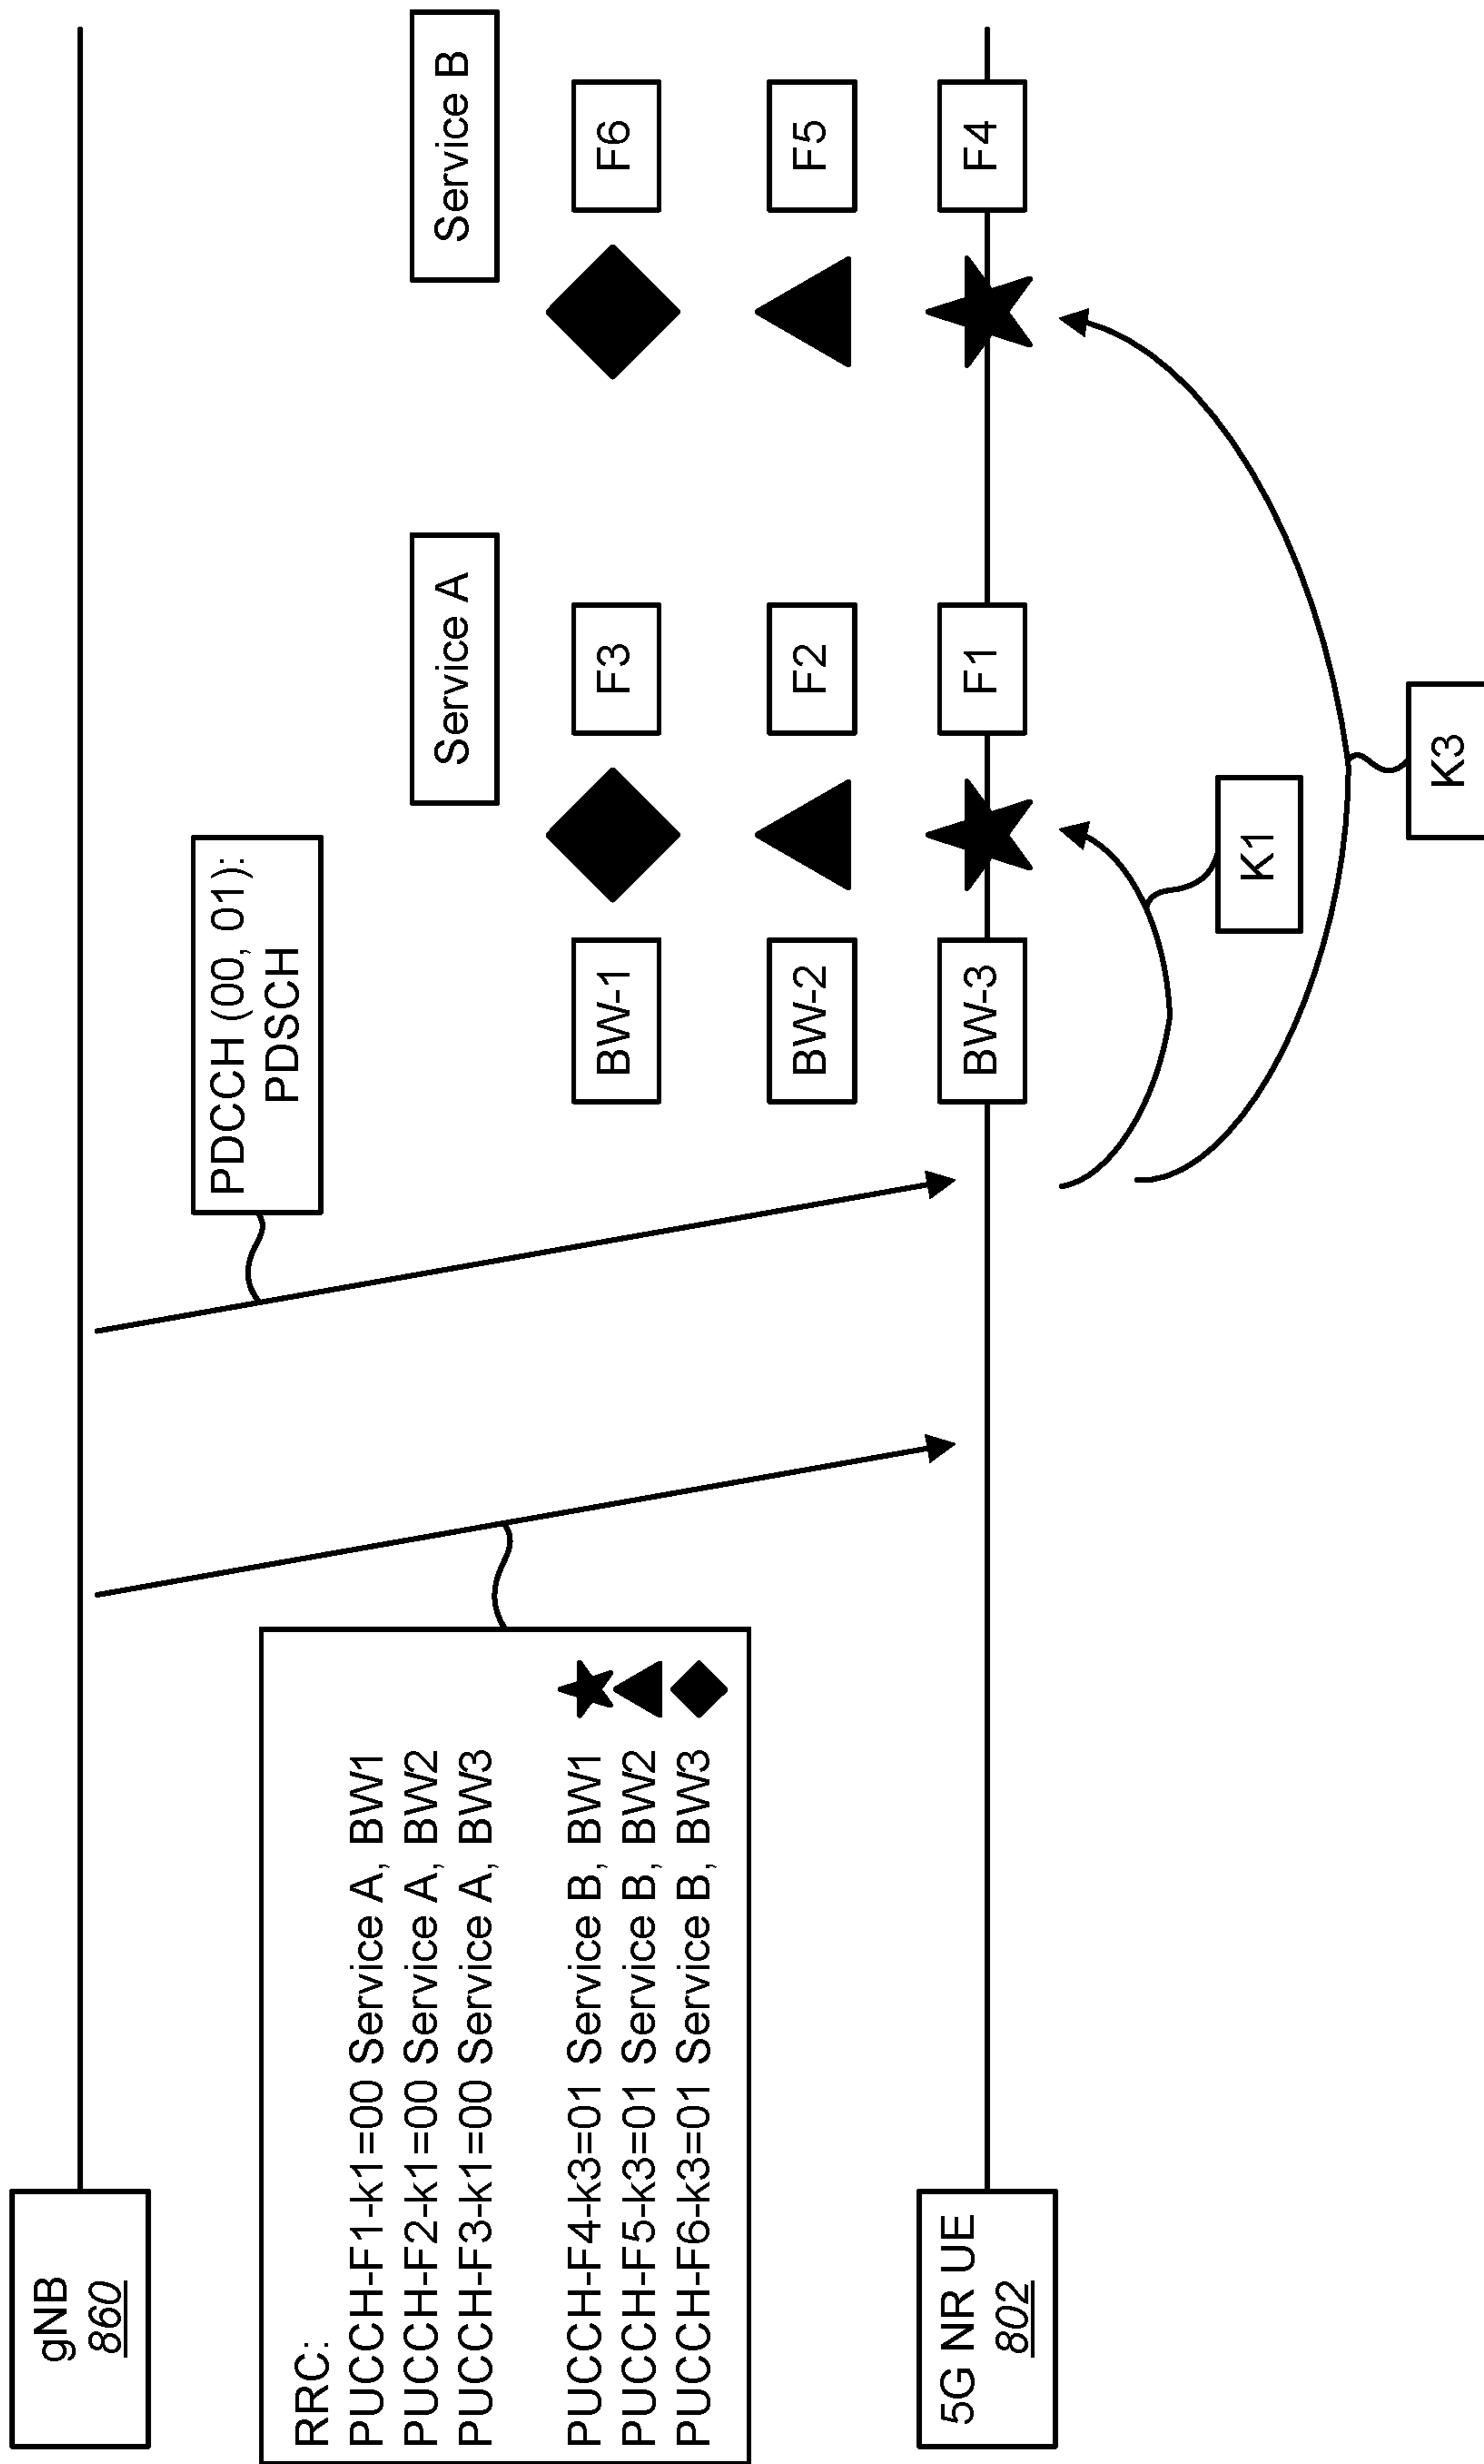 gNB
860
RRC:
PUCCH-F1-k1=00 Service A, BW1
PUCCH-F2-k1=00 Service A, BW2
PUCCH-F3-k1=00 Service A, BW3
PUCCH-F4-k3=01 Service B, BW1
PUCCH-F5-k3=01 Service B, BW2
PUCCH-F6-k3=01 Service B, BW3
PDCCH (00, 01):
PDSCH
Service A
Service B
BW-1
F3
F6
BW-2
F2
F5
5G NR UE
802
BW-3
F1
F4
K1
K3